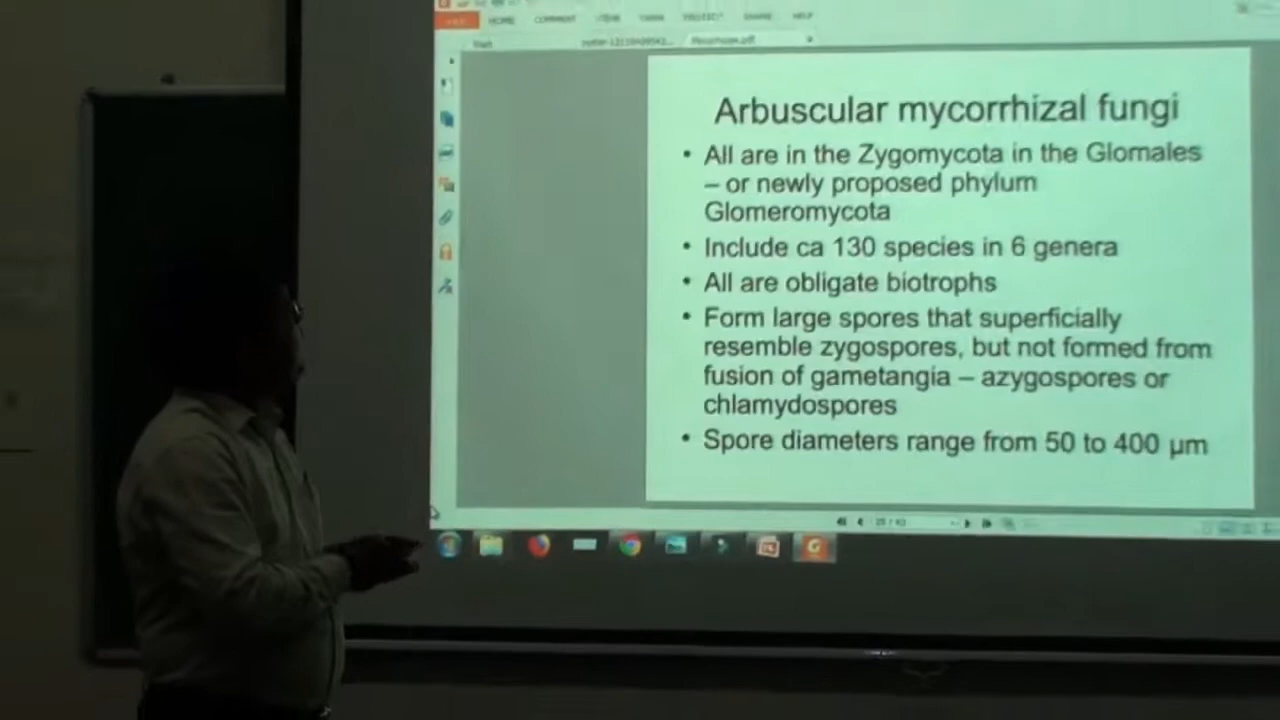 HOME COMMENT VIEW FORM PROTECT SHARE HELP
Start
Arbuscular mycorrhizal fungi
• All are in the Zygomycota in the Glomales
– or newly proposed phylum
Glomeromycota
• Include ca 130 species in 6 genera
• All are obligate biotrophs
• Form large spores that superficially
resemble zygospores, but not formed from
fusion of gametangia – azygospores or
chlamydospores
• Spore diameters range from 50 to 400 µm